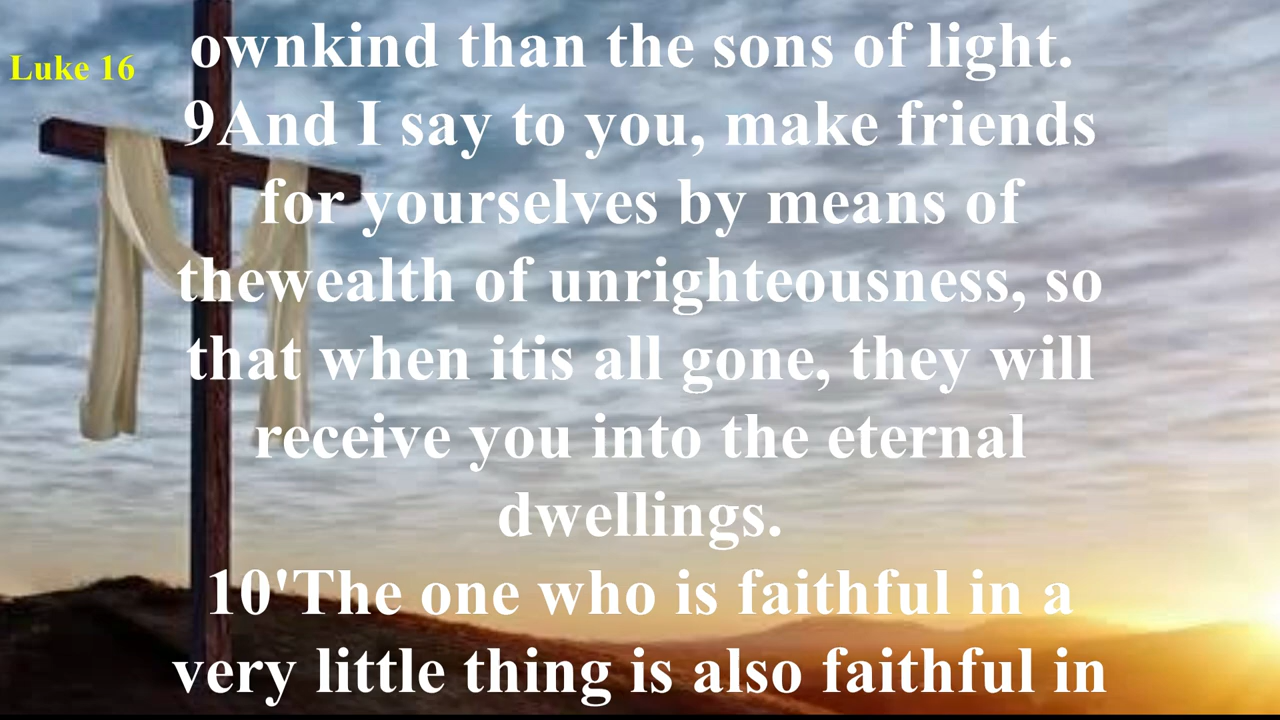 ownkind than the sons of light.
Luke 16
9And I say to you, make friends
for yourselves by means of
thewealth of unrighteousness, so
that when itis all gone, they will
receive you into the eternal
dwellings.
10'The one who is faithful in a
very little thing is also faithful in